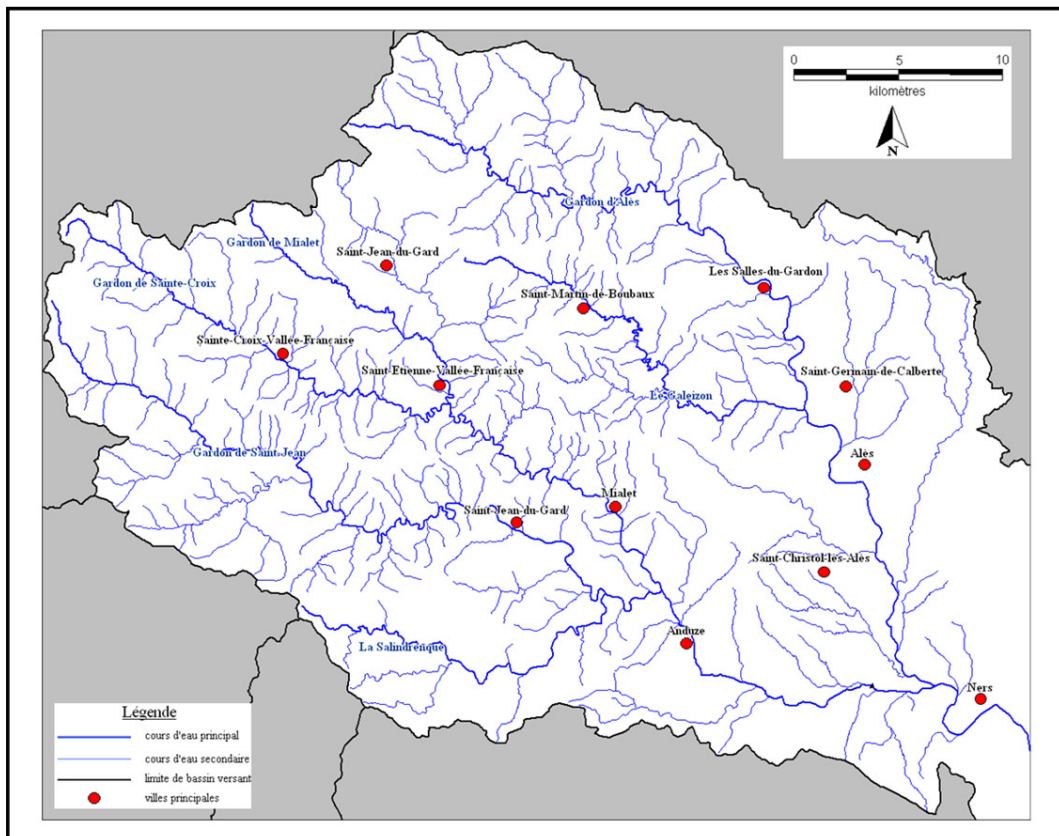 0 5 10
kilomètres
N
Gardon d'Alès
Gardon de Mialet
Saint-Jean-du-Gard
Gardon de Sainte-Croix
Les Salles-du-Gardon
Saint-Martin-de-Boubaux
Sainte-Croix-Vallée-Française
Saint-Etienne-Vallée-Française
Saint-Germain-de-Calberte
Le Galeizon
Gardon de Saint-Jean
Alès
Mialet
Saint-Jean-du-Gard
Saint-Christol-lès-Alès
Anduze
La Salindrenque
Ners
Légende
cours d'eau principal
cours d'eau secondaire
limite de bassin versant
villes principales